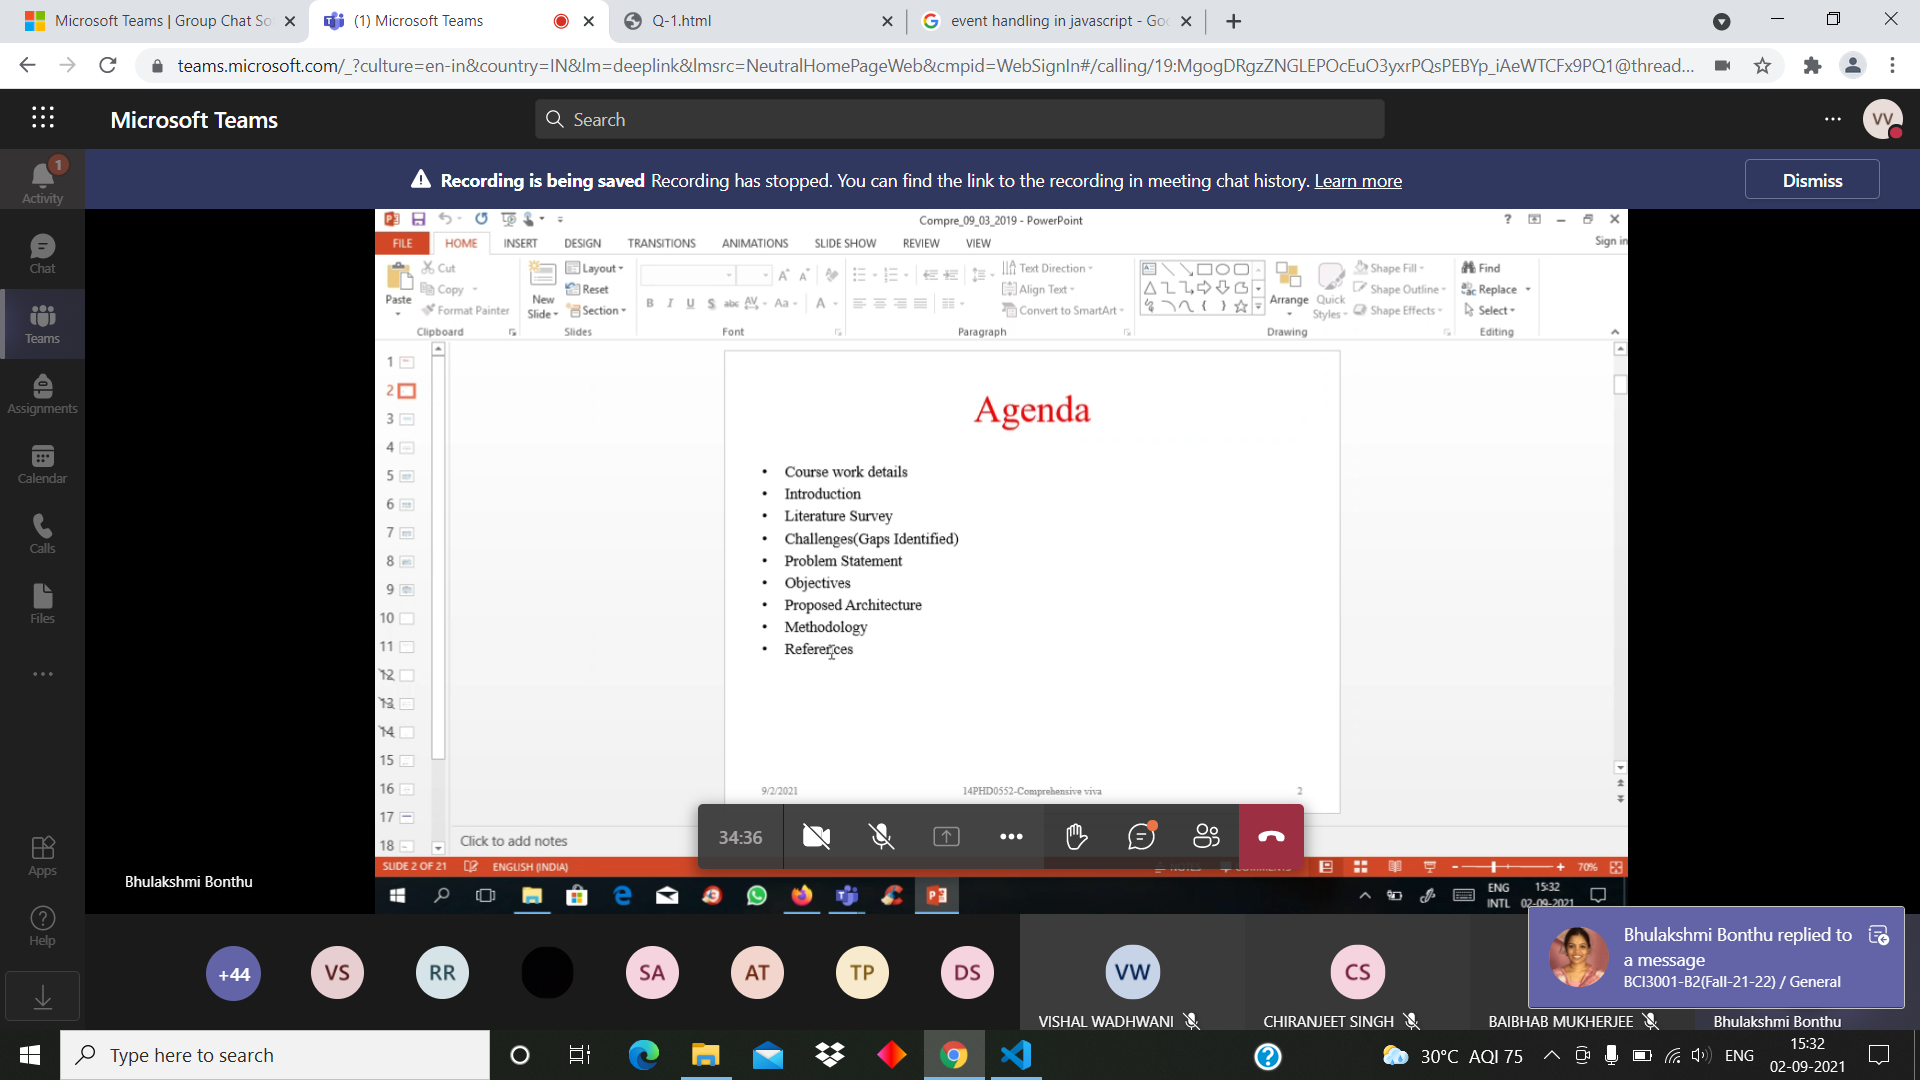 Microsoft Teams | Group Chat So
(1) Microsoft Teams
Q-1.html
event handling in javascript - Goo
teams.microsoft.com/_?culture=en-in&country=IN&lm=deeplink&lmsrc=NeutralHomePageWeb&cmpid=WebSignIn#/calling/19:MgogDRgzZNGLEPOcEuO3yxrPQsPEBYp_iAeWTCFx9PQ1@thread...
Microsoft Teams
Search
VV
1
Activity
Chat
Teams
Assignments
Calendar
Calls
Files
Apps
Help
Recording is being saved Recording has stopped. You can find the link to the recording in meeting chat history. Learn more
Dismiss
Compre_09_03_2019 - PowerPoint
FILE HOME INSERT DESIGN TRANSITIONS ANIMATIONS SLIDE SHOW REVIEW VIEW
Sign in
Paste
Cut
Copy
Format Painter
Clipboard
New Slide
Layout
Reset
Section
Slides
Font
Text Direction
Align Text
Convert to SmartArt
Paragraph
Arrange
Quick Styles
Shape Fill
Shape Outline
Shape Effects
Drawing
Find
Replace
Select
Editing
1
2
3
4
5
6
7
8
9
10
11
12
13
14
15
16
17
18
Agenda
• Course work details
• Introduction
• Literature Survey
• Challenges(Gaps Identified)
• Problem Statement
• Objectives
• Proposed Architecture
• Methodology
• References
9/2/2021 14PHD0552-Comprehensive viva 2
Click to add notes
34:36
SLIDE 2 OF 21 ENGLISH (INDIA) NOTES COMMENTS 70%
Bhulakshmi Bonthu
ENG
INTL
15:32
02-09-2021
+44
VS
RR
SA
AT
TP
DS
VW
VISHAL WADHWANI
CS
CHIRANJEET SINGH
BAIBHAB MUKHERJEE
Bhulakshmi Bonthu
Bhulakshmi Bonthu replied to
a message
BCI3001-B2(Fall-21-22) / General
Type here to search
30°C AQI 75
ENG
15:32
02-09-2021